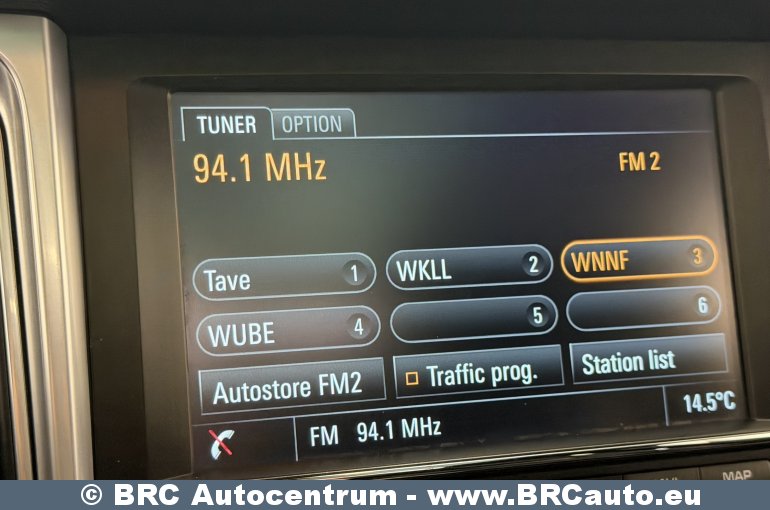 TUNER OPTION
94.1 MHz FM 2
Tave 1 WKLL 2 WNNF 3
WUBE 4 5 6
Autostore FM2 Traffic prog. Station list
FM 94.1 MHz 14.5°C
MAP
© BRC Autocentrum - www.BRCauto.eu